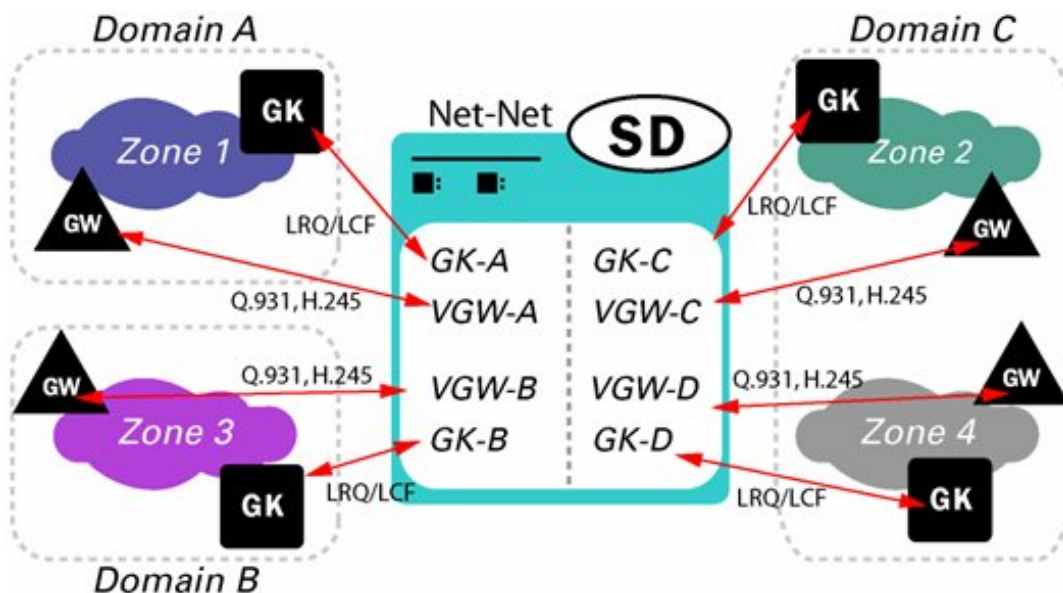 Domain A
GK
Zone 1
GW
LRQ/LCF
Q.931, H.245
GW
Q.931, H.245
Zone 3
GK
LRQ/LCF
Domain B
Net-Net
SD
GK-A
VGW-A
VGW-B
GK-B
GK-C
VGW-C
VGW-D
GK-D
Domain C
GK
Zone 2
LRQ/LCF
GW
Q.931, H.245
GW
Q.931, H.245
Zone 4
GK
LRQ/LCF